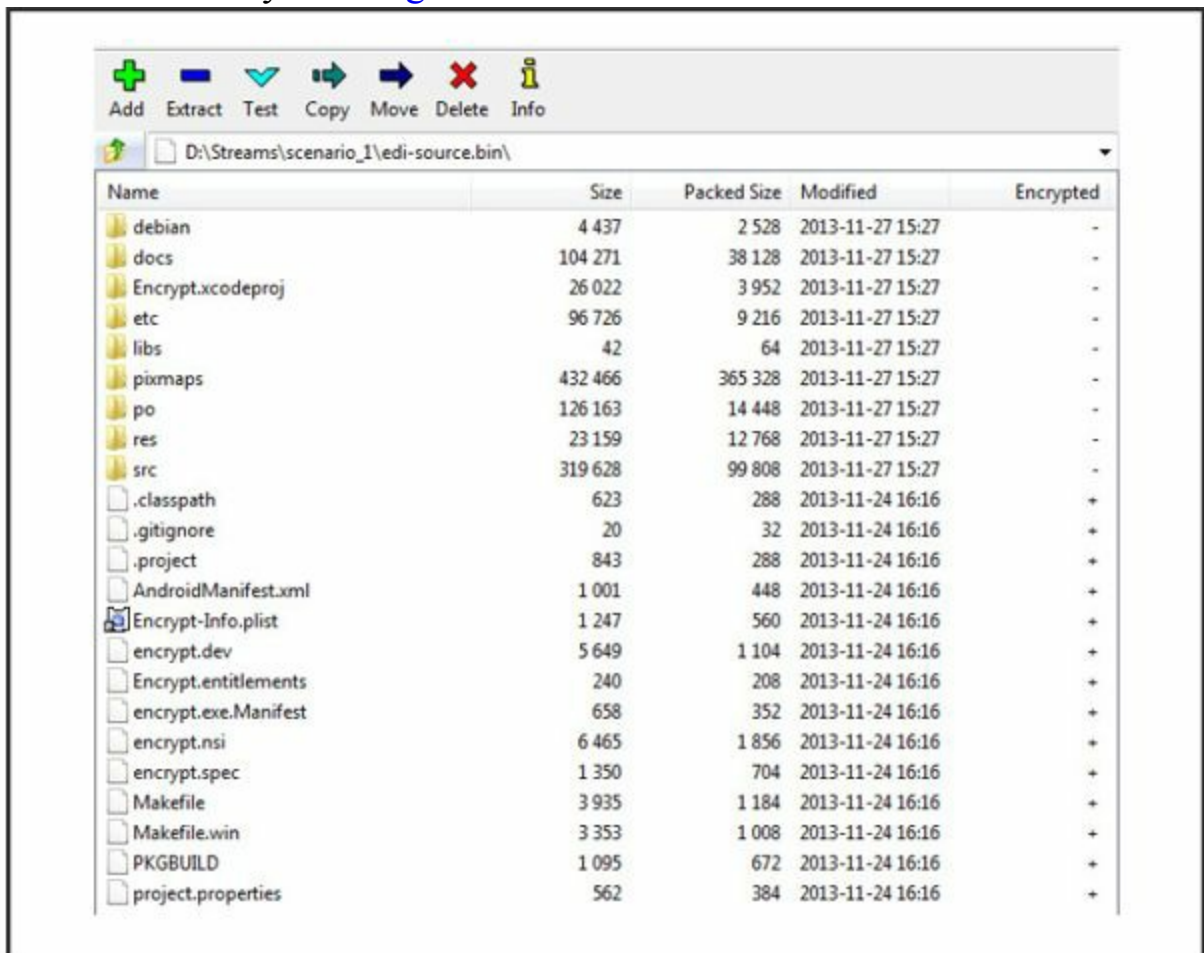 Add Extract Test Copy Move Delete Info
D:\Streams\scenario_1\edi-source.bin\
Name Size Packed Size Modified Encrypted
debian 4 437 2 528 2013-11-27 15:27 -
docs 104 271 38 128 2013-11-27 15:27 -
Encrypt.xcodeproj 26 022 3 952 2013-11-27 15:27 -
etc 96 726 9 216 2013-11-27 15:27 -
libs 42 64 2013-11-27 15:27 -
pixmaps 432 466 365 328 2013-11-27 15:27 -
po 126 163 14 448 2013-11-27 15:27 -
res 23 159 12 768 2013-11-27 15:27 -
src 319 628 99 808 2013-11-27 15:27 -
.classpath 623 288 2013-11-24 16:16 +
.gitignore 20 32 2013-11-24 16:16 +
.project 843 288 2013-11-24 16:16 +
AndroidManifest.xml 1 001 448 2013-11-24 16:16 +
Encrypt-Info.plist 1 247 560 2013-11-24 16:16 +
encrypt.dev 5 649 1 104 2013-11-24 16:16 +
Encrypt.entitlements 240 208 2013-11-24 16:16 +
encrypt.exe.Manifest 658 352 2013-11-24 16:16 +
encrypt.nsi 6 465 1 856 2013-11-24 16:16 +
encrypt.spec 1 350 704 2013-11-24 16:16 +
Makefile 3 935 1 184 2013-11-24 16:16 +
Makefile.win 3 353 1 008 2013-11-24 16:16 +
PKGBUILD 1 095 672 2013-11-24 16:16 +
project.properties 562 384 2013-11-24 16:16 +